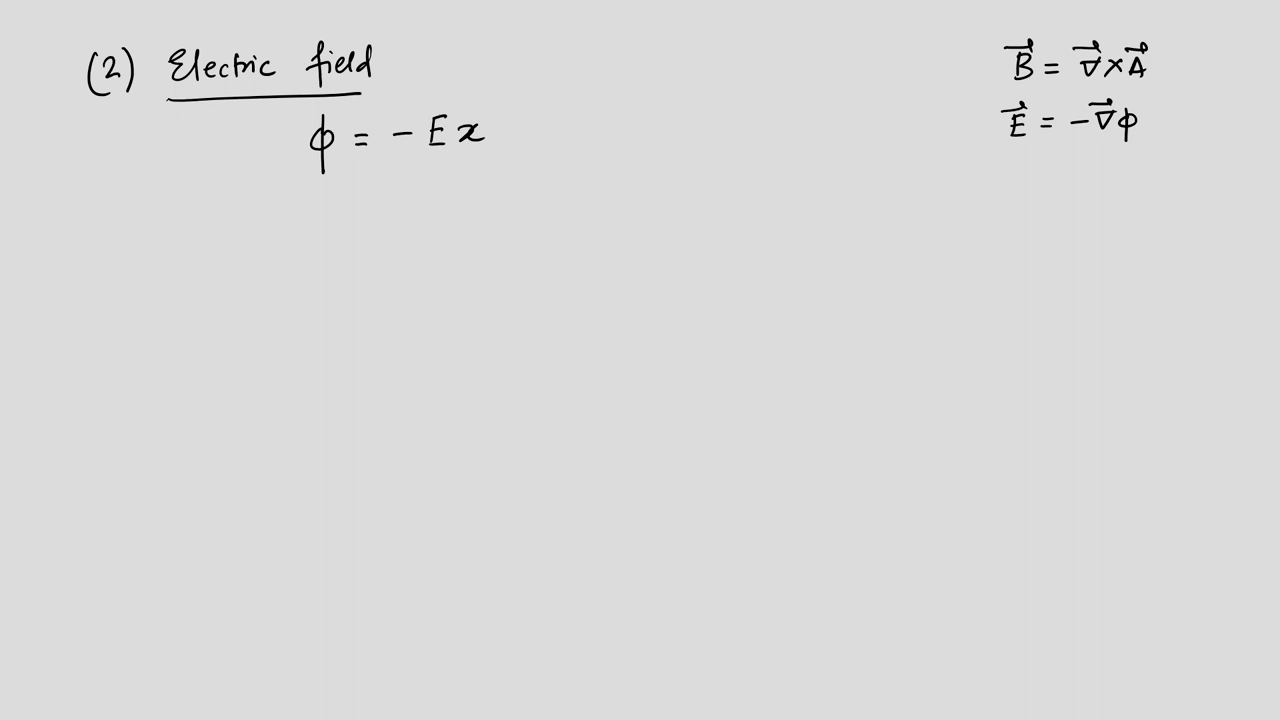 (2) Electric field
ϕ = - E x
B⃗ = ∇⃗ × A⃗
E⃗ = - ∇⃗ ϕ